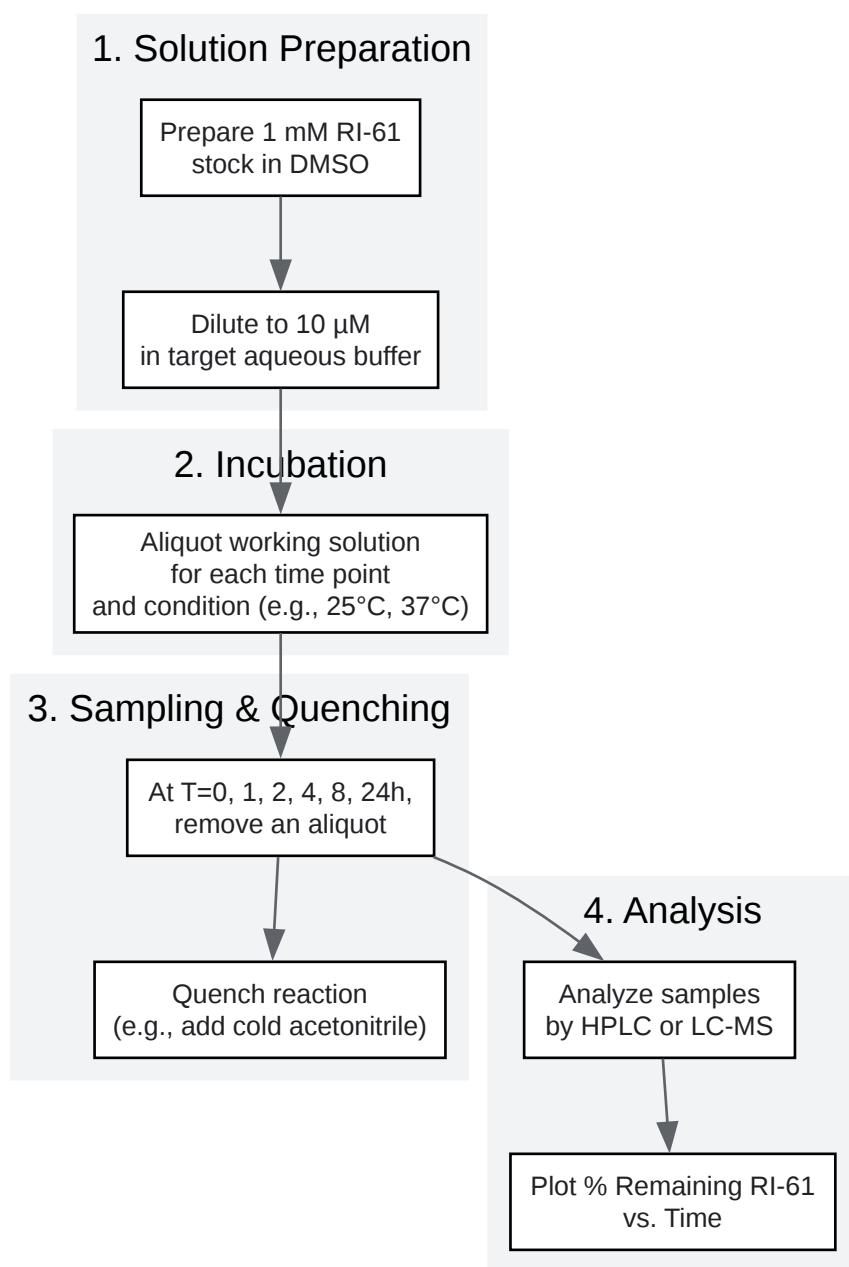 1. Solution Preparation
Prepare 1 mM RI-61
stock in DMSO
Dilute to 10 µM
in target aqueous buffer
2. Incubation
Aliquot working solution
for each time point
and condition (e.g., 25°C, 37°C)
3. Sampling & Quenching
At T=0, 1, 2, 4, 8, 24h,
remove an aliquot
Quench reaction
(e.g., add cold acetonitrile)
4. Analysis
Analyze samples
by HPLC or LC-MS
Plot % Remaining RI-61
vs. Time